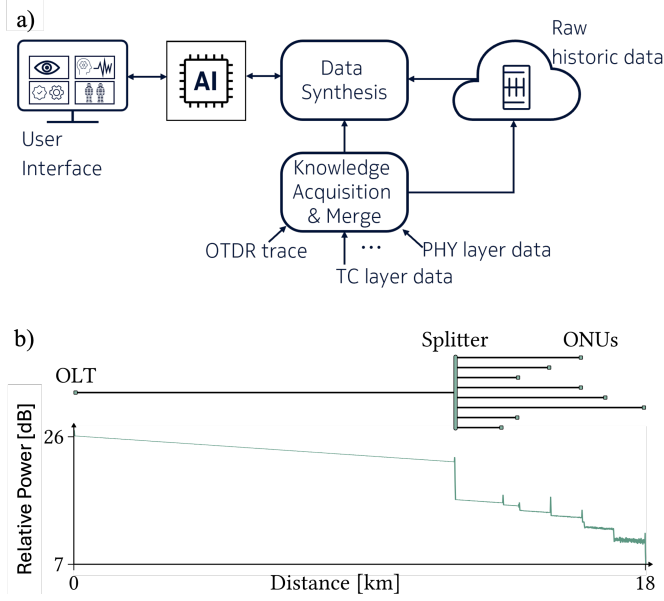 a)
Raw
historic data
AI
Data
Synthesis
User
Interface
Knowledge
Acquisition
& Merge
OTDR trace
...
PHY layer data
TC layer data
b)
Splitter
ONUs
OLT
Relative Power [dB]
26
7
0
Distance [km]
18